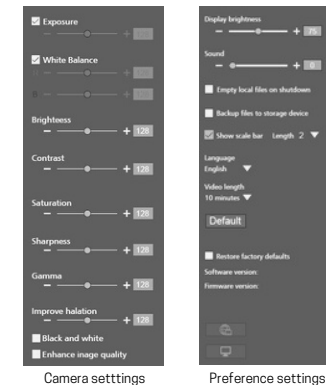 Exposure
White Balance
Brightness
128
Contrast
128
Saturation
128
Sharpness
128
Gamma
128
Improve halation
128
Black and white
Enhance inage quality
Camera setttings
Display brightness
75
Sound
0
Empty local files on shutdown
Backup files to storage device
Show scale bar Length 2
Language
English
Video length
10 minutes
Default
Restore factory defaults
Software version:
Firmware version:
Preference settings